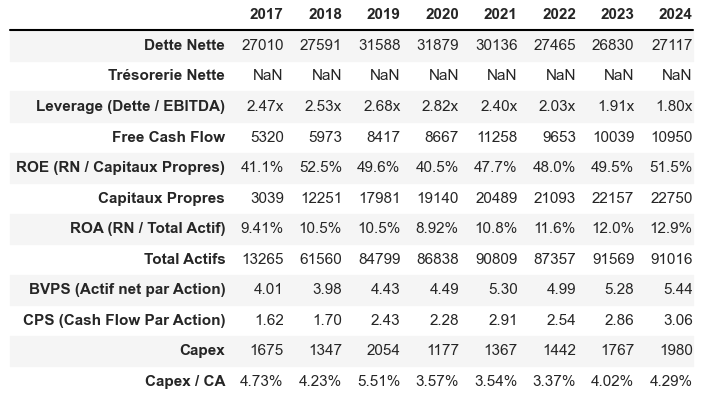 2017 2018 2019 2020 2021 2022 2023 2024
Dette Nette 27010 27591 31588 31879 30136 27465 26830 27117
Trésorerie Nette NaN NaN NaN NaN NaN NaN NaN NaN
Leverage (Dette / EBITDA) 2.47x 2.53x 2.68x 2.82x 2.40x 2.03x 1.91x 1.80x
Free Cash Flow 5320 5973 8417 8667 11258 9653 10039 10950
ROE (RN / Capitaux Propres) 41.1% 52.5% 49.6% 40.5% 47.7% 48.0% 49.5% 51.5%
Capitaux Propres 3039 12251 17981 19140 20489 21093 22157 22750
ROA (RN / Total Actif) 9.41% 10.5% 10.5% 8.92% 10.8% 11.6% 12.0% 12.9%
Total Actifs 13265 61560 84799 86838 90809 87357 91569 91016
BVPS (Actif net par Action) 4.01 3.98 4.43 4.49 5.30 4.99 5.28 5.44
CPS (Cash Flow Par Action) 1.62 1.70 2.43 2.28 2.91 2.54 2.86 3.06
Capex 1675 1347 2054 1177 1367 1442 1767 1980
Capex / CA 4.73% 4.23% 5.51% 3.57% 3.54% 3.37% 4.02% 4.29%